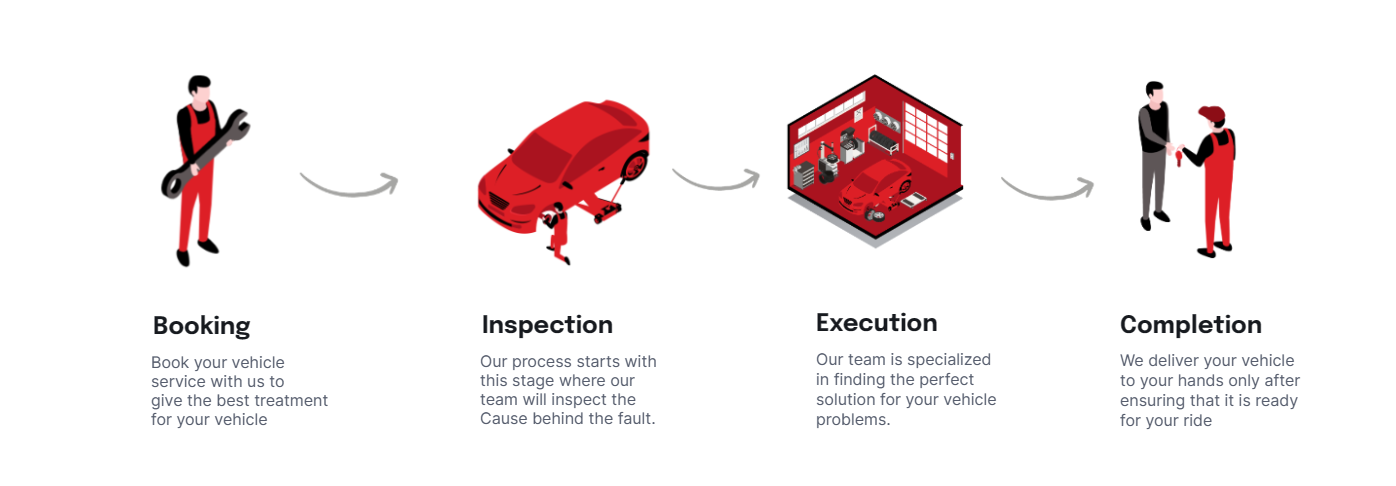 Booking
Book your vehicle
service with us to
give the best treatment
for your vehicle
Inspection
Our process starts with
this stage where our
team will inspect the
Cause behind the fault.
Execution
Our team is specialized
in finding the perfect
solution for your vehicle
problems.
Completion
We deliver your vehicle
to your hands only after
ensuring that it is ready
for your ride